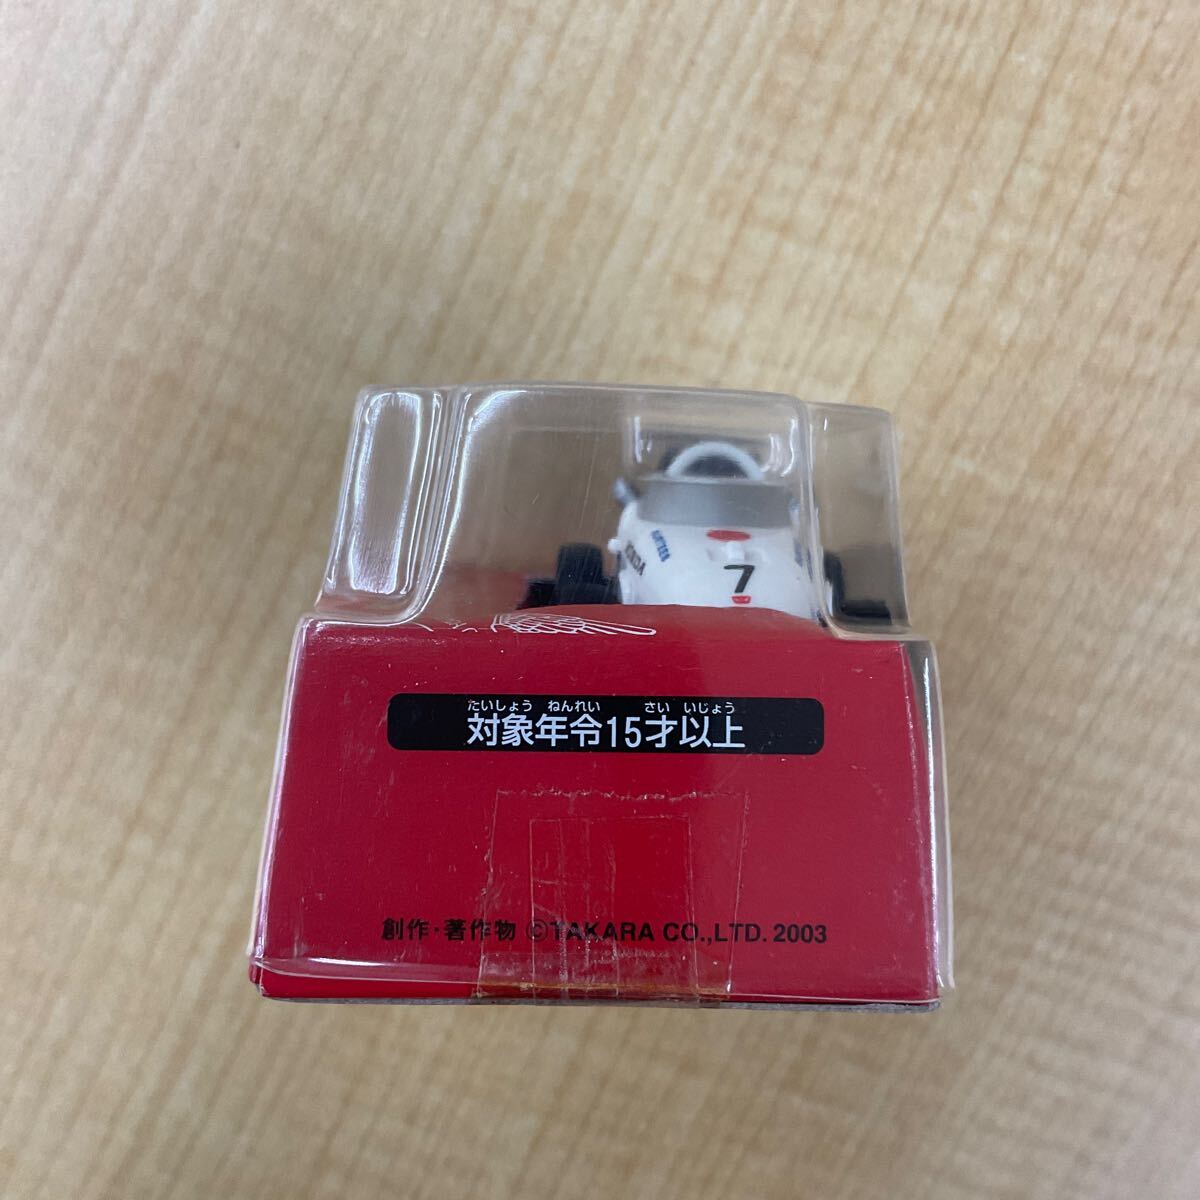 HONDA
7
たいしょう ねんれい さい いじょう
対象年令15才以上
創作・著作物 ©TAKARA CO.,LTD. 2003